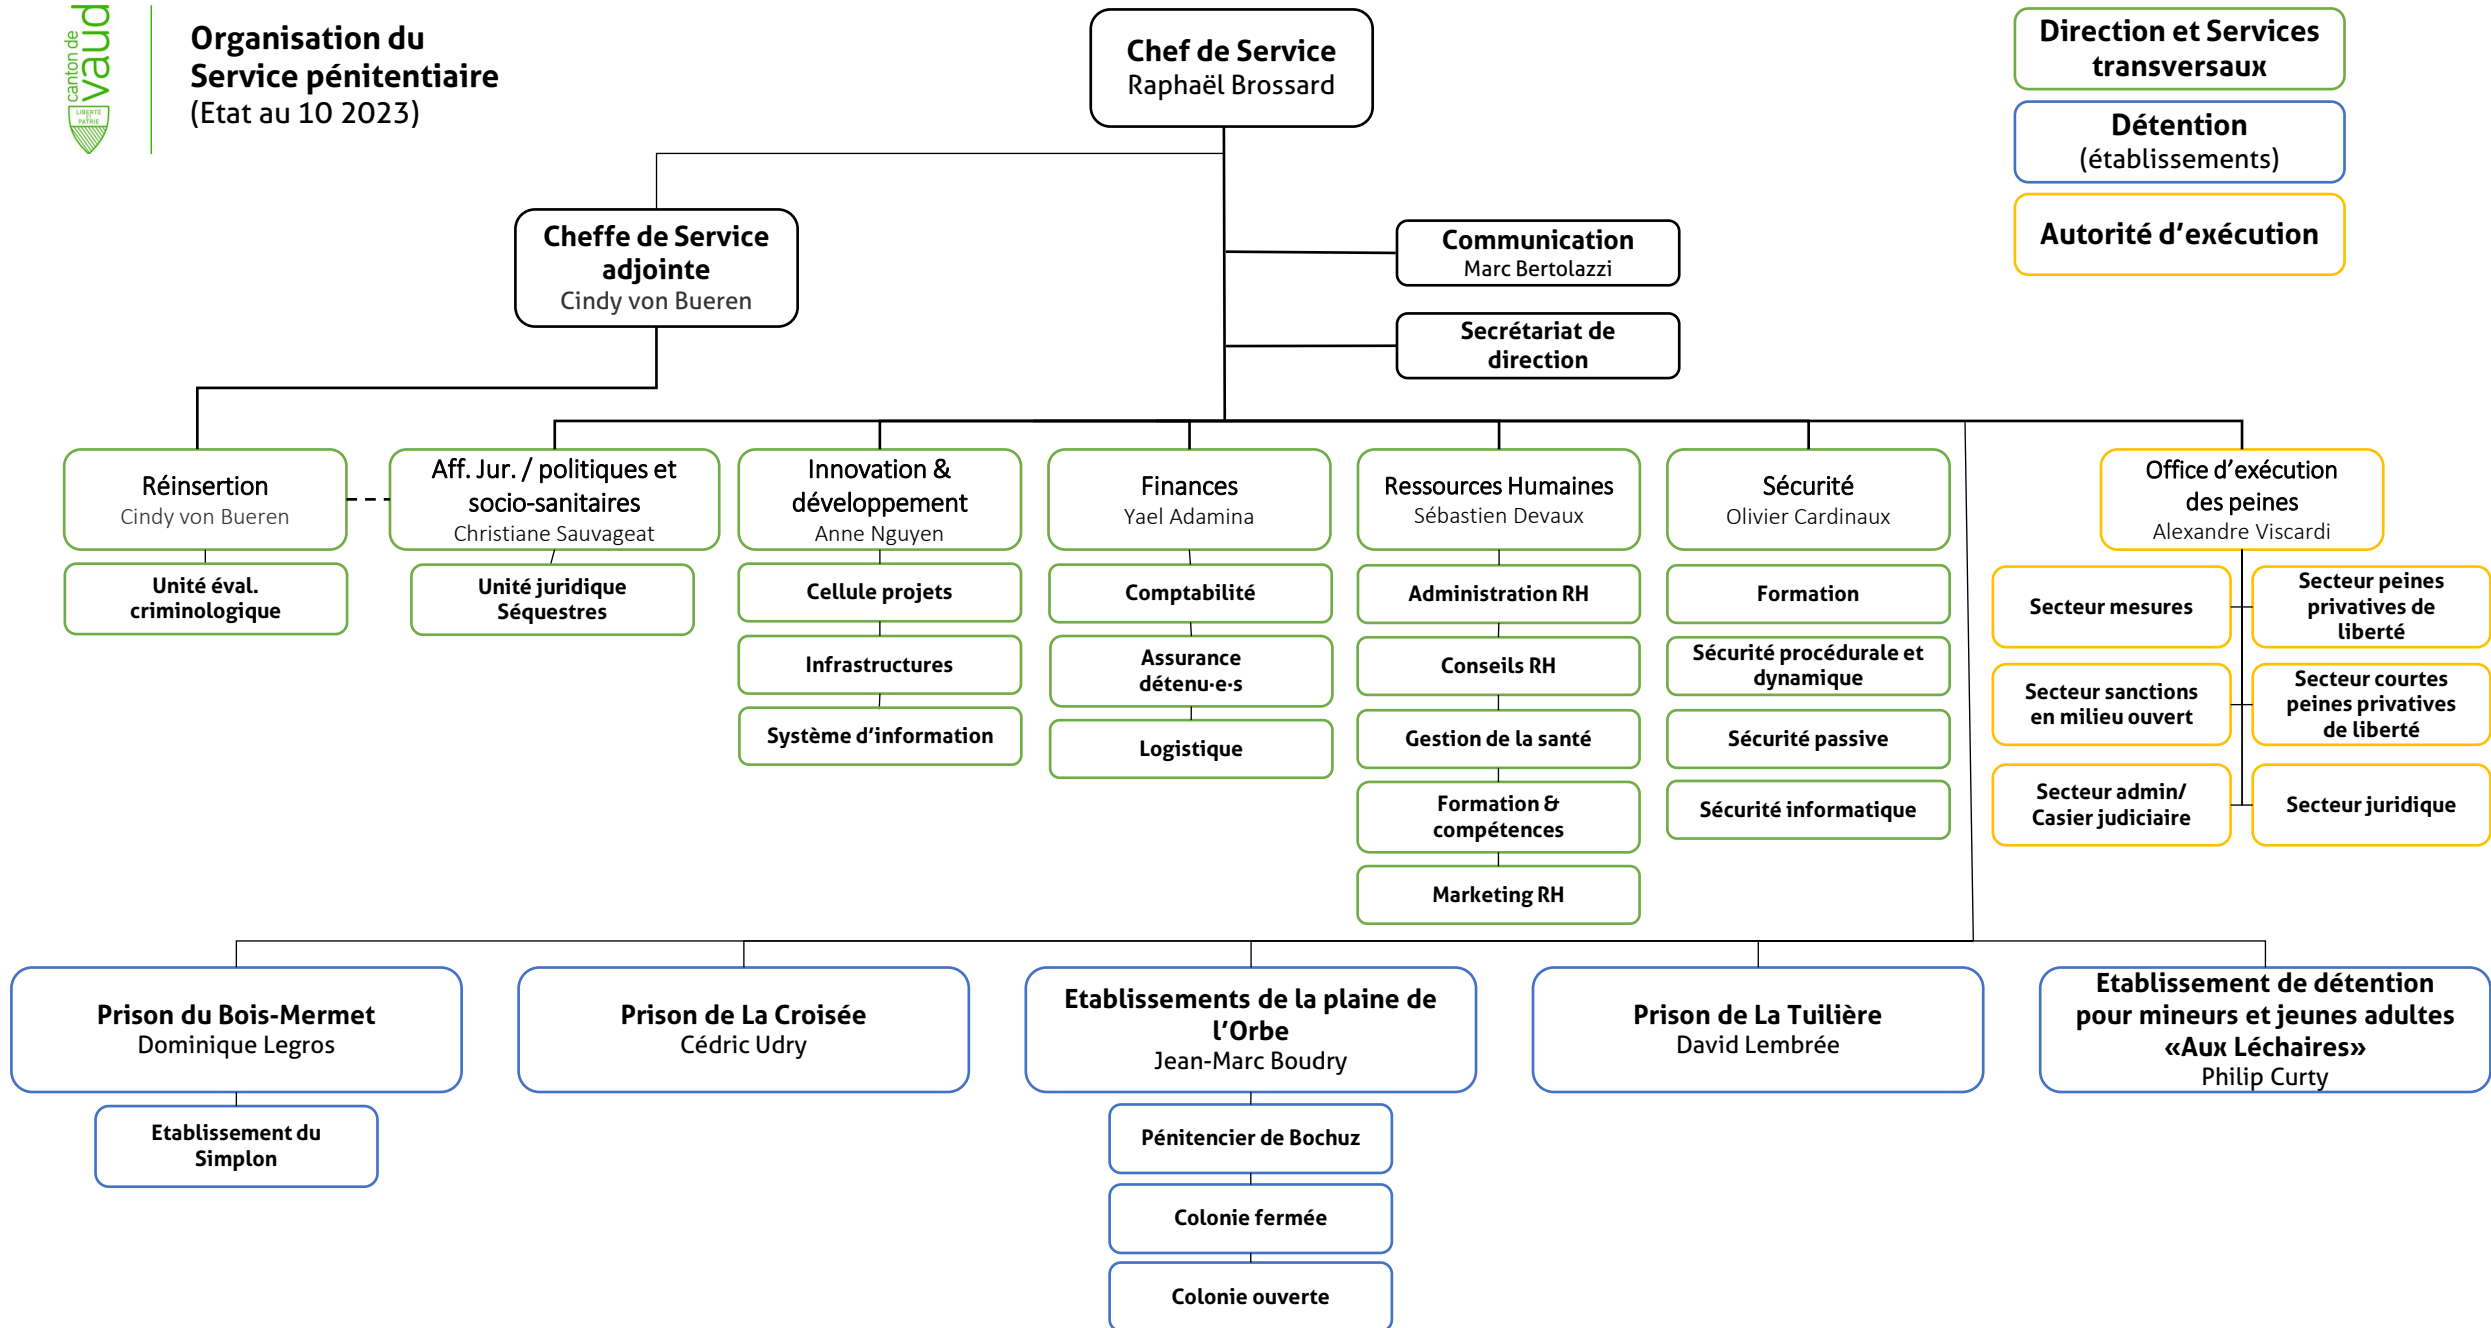 canton de
vaud
LIBERTÉ
ET
PATRIE
Organisation du
Service pénitentiaire
(Etat au 10 2023)
Chef de Service
Raphaël Brossard
Direction et Services
transversaux
Détention
(établissements)
Autorité d’exécution
Cheffe de Service
adjointe
Cindy von Bueren
Communication
Marc Bertolazzi
Secrétariat de
direction
Réinsertion
Cindy von Bueren
Unité éval.
criminologique
Aff. Jur. / politiques et
socio-sanitaires
Christiane Sauvageat
Unité juridique
Séquestres
Innovation &
développement
Anne Nguyen
Cellule projets
Infrastructures
Système d’information
Finances
Yael Adamina
Comptabilité
Assurance
détenu·e·s
Logistique
Ressources Humaines
Sébastien Devaux
Administration RH
Conseils RH
Gestion de la santé
Formation &
compétences
Marketing RH
Sécurité
Olivier Cardinaux
Formation
Sécurité procédurale et
dynamique
Sécurité passive
Sécurité informatique
Office d’exécution
des peines
Alexandre Viscardi
Secteur mesures
Secteur peines
privatives de
liberté
Secteur sanctions
en milieu ouvert
Secteur courtes
peines privatives
de liberté
Secteur admin/
Casier judiciaire
Secteur juridique
Prison du Bois-Mermet
Dominique Legros
Etablissement du
Simplon
Prison de La Croisée
Cédric Udry
Etablissements de la plaine de
l’Orbe
Jean-Marc Boudry
Pénitencier de Bochuz
Colonie fermée
Colonie ouverte
Prison de La Tuilière
David Lembrée
Etablissement de détention
pour mineurs et jeunes adultes
«Aux Léchaires»
Philip Curty